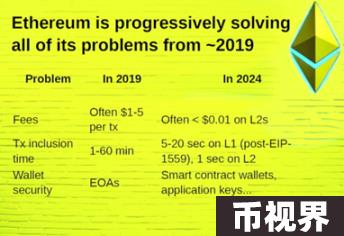 Ethereum is progressively solving
all of its problems from ~2019
Problem In 2019 In 2024
Fees Often $1-5 per tx Often < $0.01 on L2s
Tx inclusion time 1-60 min 5-20 sec on L1 (post-EIP-1559), 1 sec on L2
Wallet security EOAs Smart contract wallets, application keys...
币视界